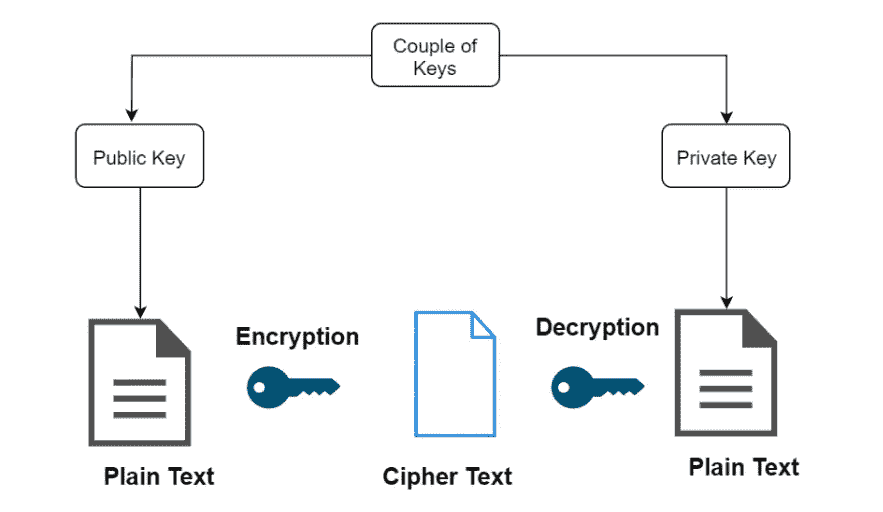 Couple of
Keys
Public Key
Private Key
Encryption
Decryption
Plain Text
Cipher Text
Plain Text